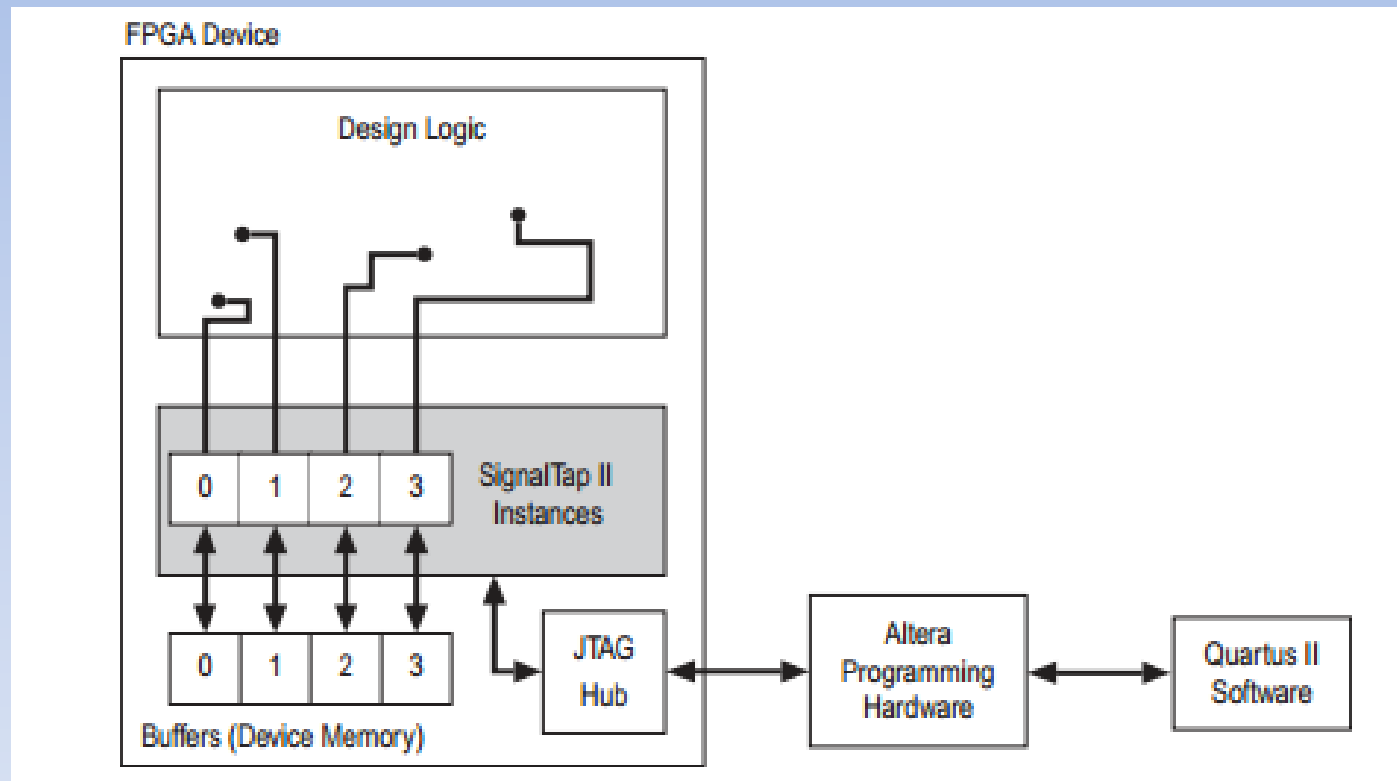 FPGA Device
Design Logic
0 1 2 3
SignalTap II
Instances
0 1 2 3
Buffers (Device Memory)
JTAG
Hub
Altera
Programming
Hardware
Quartus II
Software